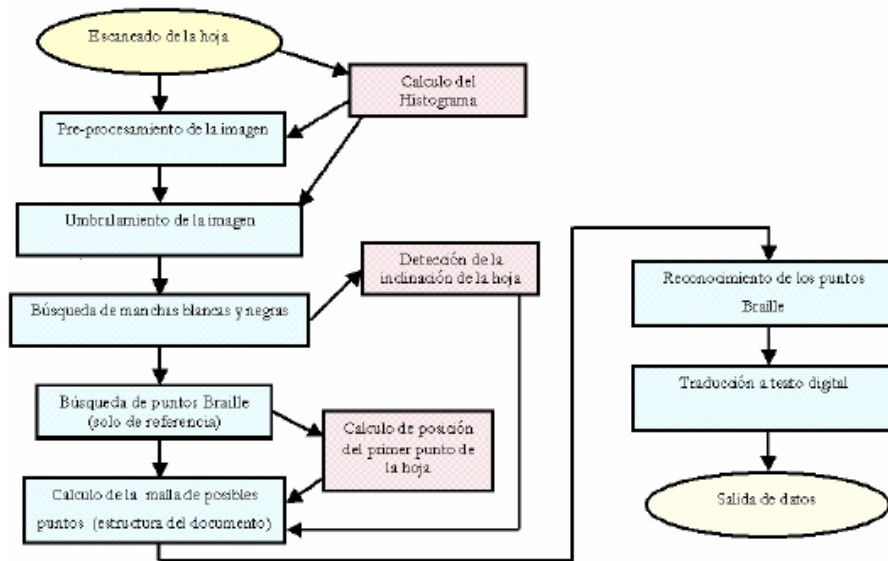 Escaneado de la hoja
Calculo del
Histograma
Pre-procesamiento de la imagen
Umbralamiento de la imagen
Detección de la
inclinación de la hoja
Búsqueda de manchas blancas y negras
Búsqueda de puntos Braille
(solo de referencia)
Calculo de posición
del primer punto de
la hoja
Calculo de la malla de posibles
puntos (estructura del documento)
Reconocimiento de los puntos
Braille
Traducción a texto digital
Salida de datos